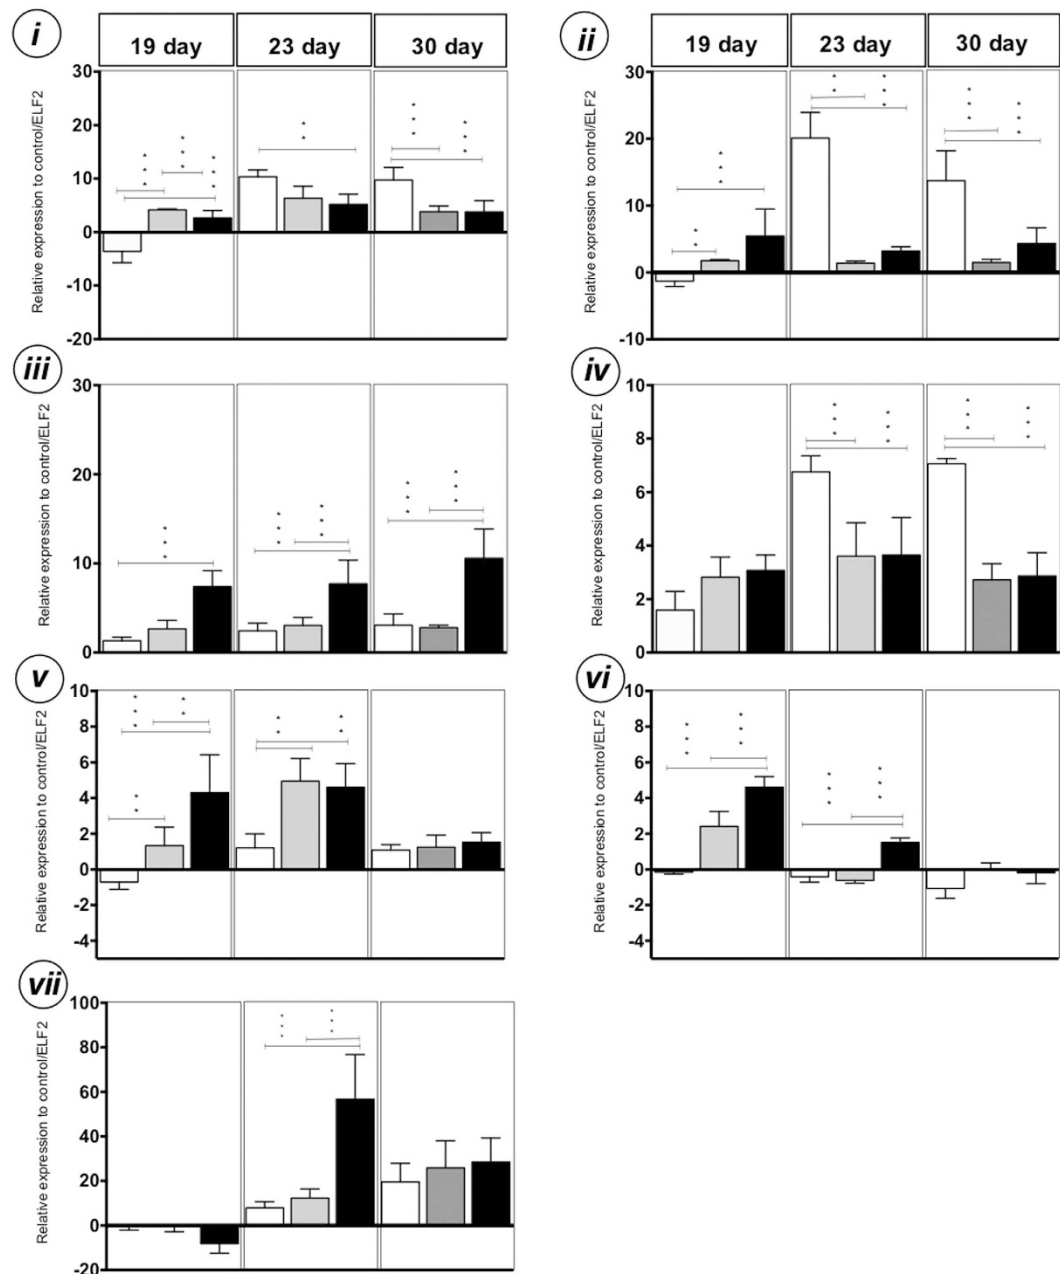 i
19 day 23 day 30 day
Relative expression to control/ELF2
30
20
10
0
-10
-20
* * * * * * * * * * * * * * * * *
ii
19 day 23 day 30 day
Relative expression to control/ELF2
30
20
10
0
-10
* * * * * * * * * * * * * * * *
iii
Relative expression to control/ELF2
30
20
10
0
* * * * * * * * * * * * * * *
iv
Relative expression to control/ELF2
10
8
6
4
2
0
* * * * * * * * * * * *
v
Relative expression to control/ELF2
10
8
6
4
2
0
-2
-4
* * * * * * * * * * *
vi
Relative expression to control/ELF2
10
8
6
4
2
0
-2
-4
* * * * * * * * * * * *
vii
Relative expression to control/ELF2
100
80
60
40
20
0
-20
* * * * * *